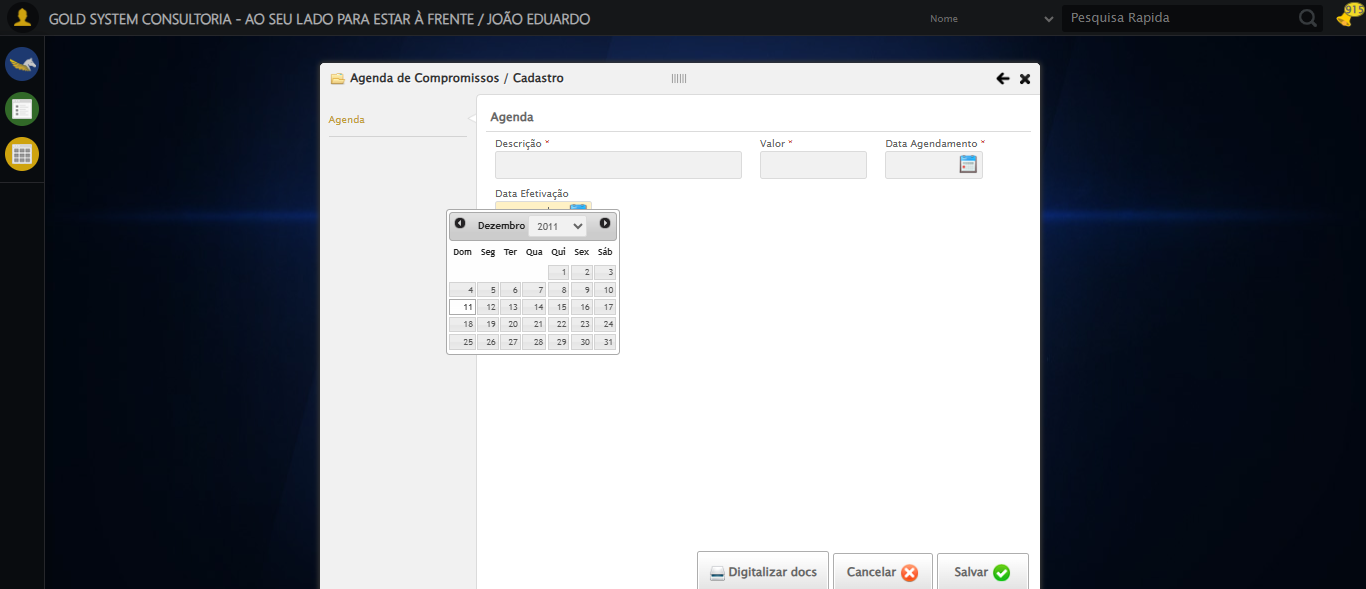 GOLD SYSTEM CONSULTORIA - AO SEU LADO PARA ESTAR À FRENTE / JOÃO EDUARDO
Nome
Pesquisa Rapida
915
Agenda de Compromissos / Cadastro
Agenda
Agenda
Descrição *
Valor *
Data Agendamento *
Data Efetivação
Dezembro 2011
Dom Seg Ter Qua Qui Sex Sáb
1 2 3
4 5 6 7 8 9 10
11 12 13 14 15 16 17
18 19 20 21 22 23 24
25 26 27 28 29 30 31
Digitalizar docs
Cancelar
Salvar